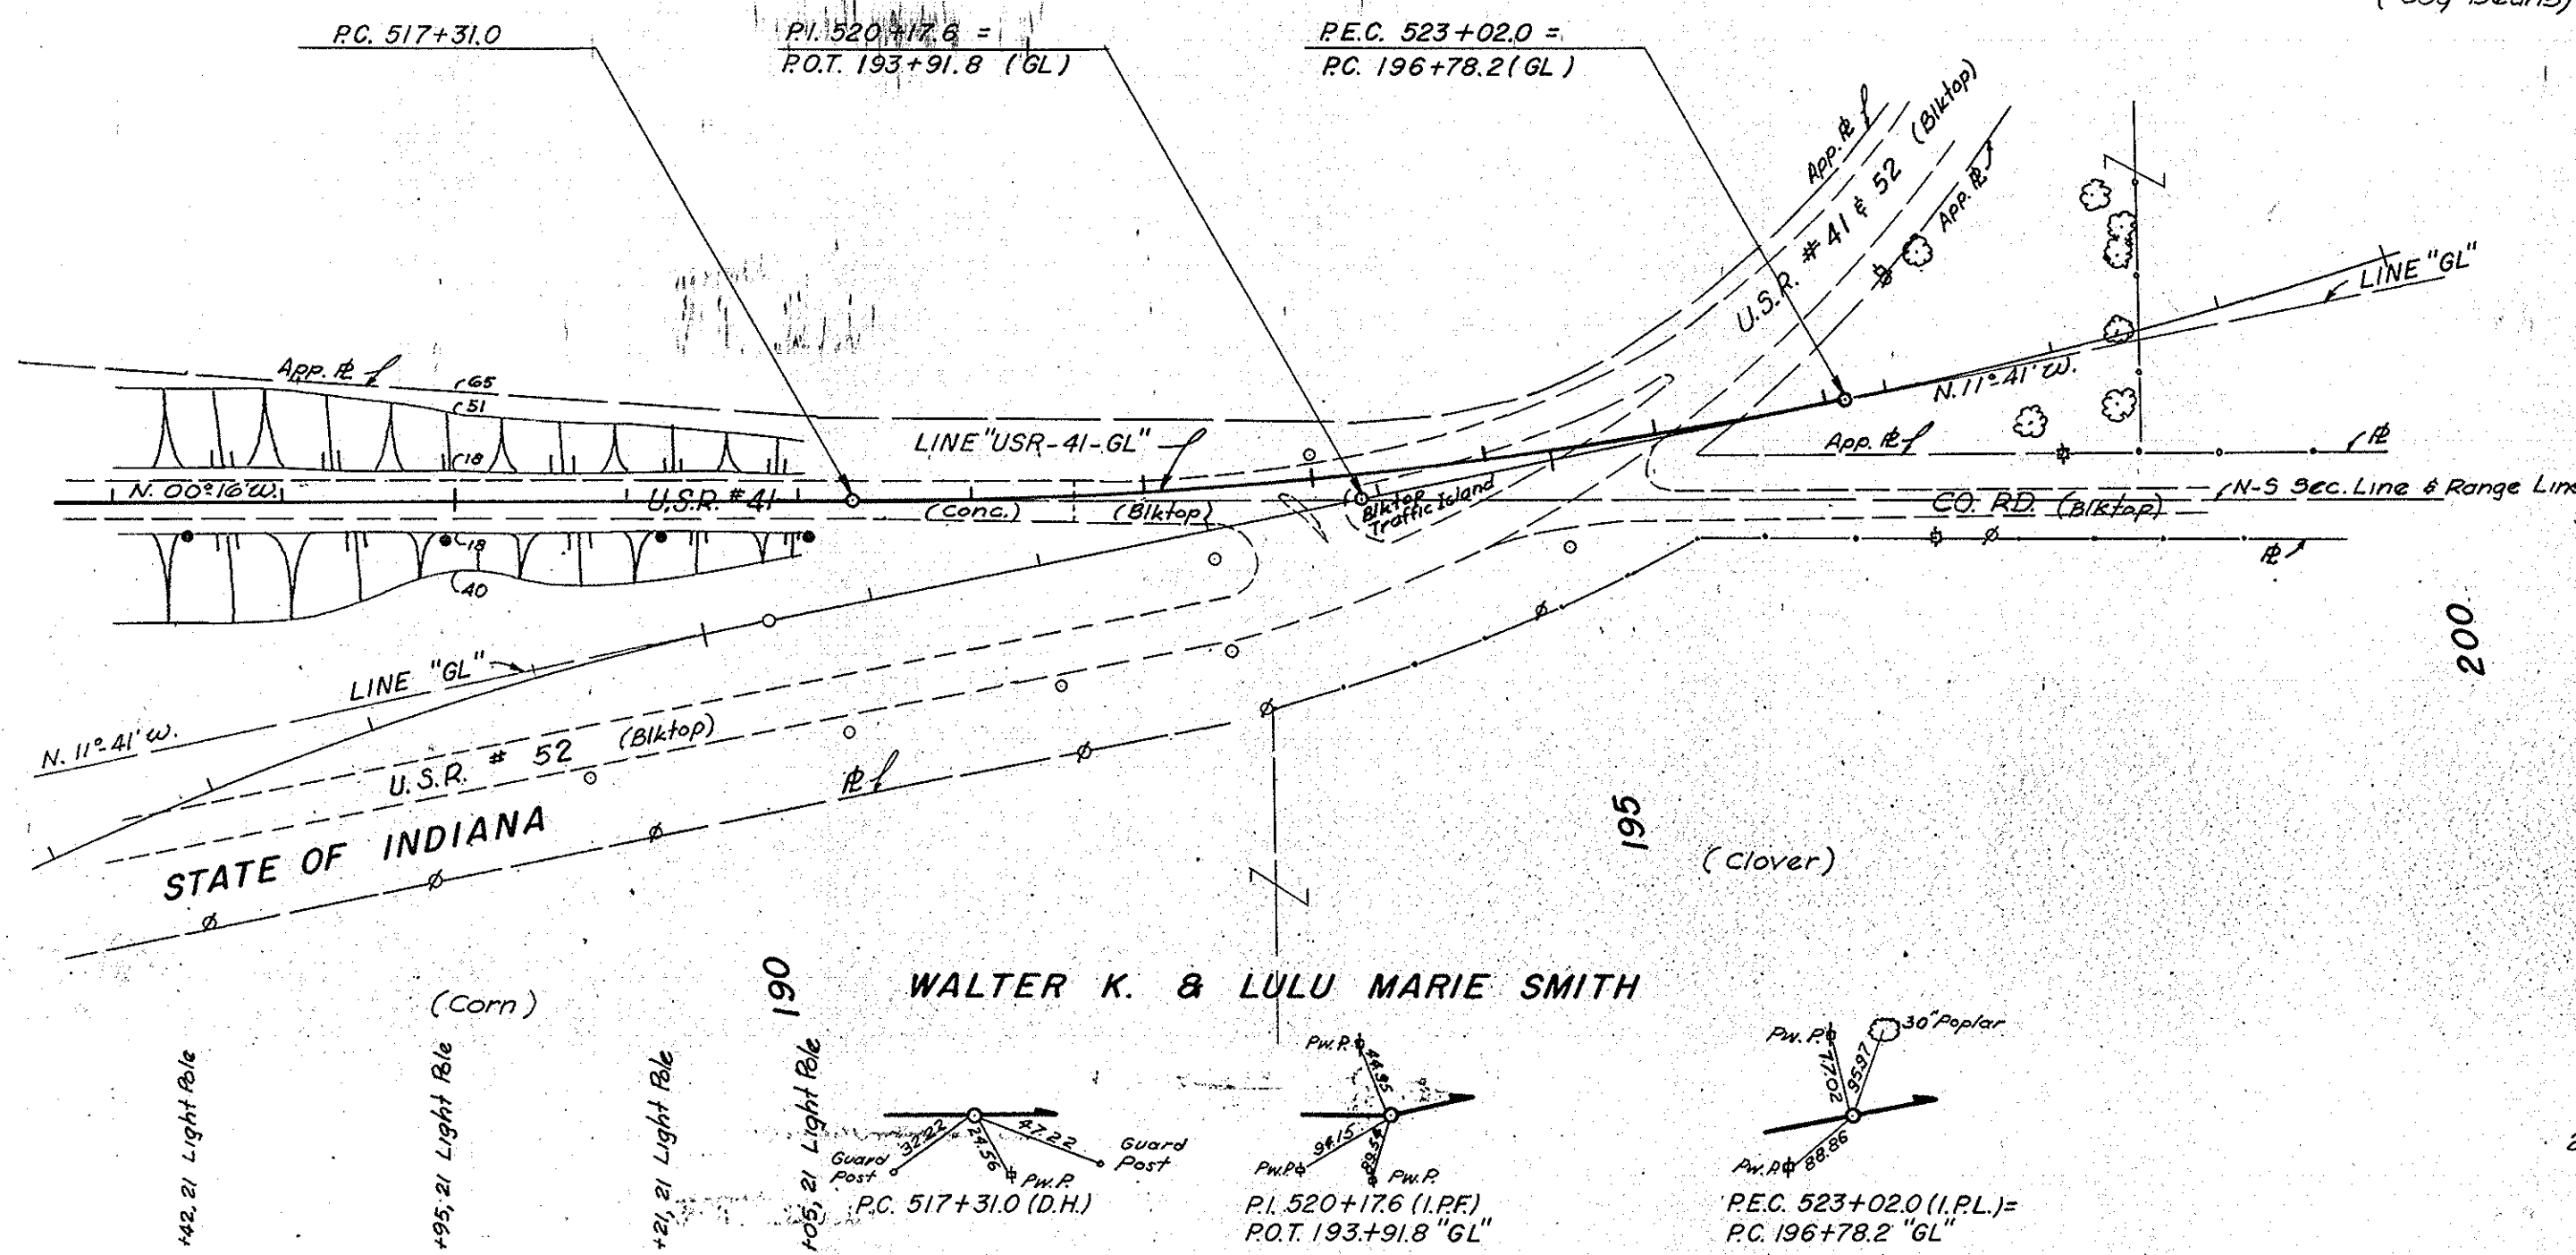 P.C. 517+31.0
P.I. 520+17.6 =
P.O.T. 193+91.8 (GL)
P.E.C. 523+02.0 =
P.C. 196+78.2 (GL)
App. PL
U.S.R. #41 & 52 (Blktop)
App. PL
LINE "GL"
N. 11°-41' W.
App. PL
65
51
18
LINE "USR-41-GL"
App. PL
PL
N. 00°16' W.
U.S.R. #41
(Conc.)
(Blktop)
Blktop
Traffic Island
CO. RD. (Blktop)
N-S Sec. Line & Range Line
18
40
PL
LINE "GL"
N. 11°-41' W.
U.S.R. # 52 (Blktop)
PL
STATE OF INDIANA
200
195
(Clover)
190
WALTER K. & LULU MARIE SMITH
(Corn)
+42, 21 Light Pole
+95, 21 Light Pole
+21, 21 Light Pole
+05, 21 Light Pole
32.22
24.56
47.22
Guard
Post
Pw. P.
Guard
Post
P.C. 517+31.0 (D.H.)
Pw. P.
44.95
94.15
89.54
Pw. P.
Pw. P.
P.I. 520+17.6 (I.P.F.)
P.O.T. 193+91.8 "GL"
Pw. P.
30" Poplar
77.02
95.97
88.86
Pw. P.
P.E.C. 523+02.0 (I.P.L.)=
P.C. 196+78.2 "GL"